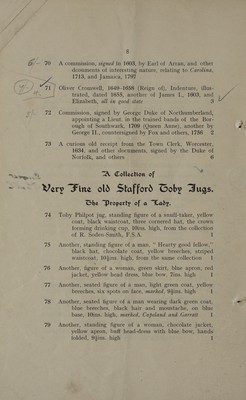 8
70 A commission, signed in 1803, by Earl of Arran, and other
documents of interesting nature, relating to Carolina,
1713, and Jamaica, 1797
71 Oliver Cromwell, 1649-1658 (Reign of). Indenture, illus-
trated, dated 1653, another of James I., 1603, and
Elizabeth, all in good state 3
72 Commission, signed by George Duke of Northumberland,
appointing a Lieut. in the trained bands of the Bor-
ough of Southwark, 1709 (Queen Anne), another by
George II., countersigned by Fox and others, 1756 2
73 A curious old receipt from the Town Clerk, Worcester,
1634, and other documents, signed by the Duke of
Norfolk, and others 6
A Collection of
Very Fine old Stafford Toby Jugs.
The Property of a Lady.
74 Toby Philpot jug, standing figure of a snuff-taker, yellow
coat, black waistcoat, three cornered hat, the crown
forming drinking cup, 10ins. high, from the collection
of R. Soden-Smith, F.S.A. 1
75 Another, standing figure of a man, "Hearty good fellow,"
black hat, chocolate coat, yellow breeches, striped
waistcoat, 10½ins. high, from the same collection 1
76 Another, figure of a woman, green skirt, blue apron, red
jacket, yellow head dress, blue bow, 7ins. high 1
77 Another, seated figure of a man, light green coat, yellow
breeches, six spots on face, marked, 9½ins. high 1
78 Another, seated figure of a man wearing dark green coat,
blue breeches, black hair and moustache, on blue
base, 10ins. high, marked, Copeland and Garratt 1
79 Another, standing figure of a woman, chocolate jacket,
yellow apron, buff head-dress with blue bow, hands
folded, 9½ins. high 1